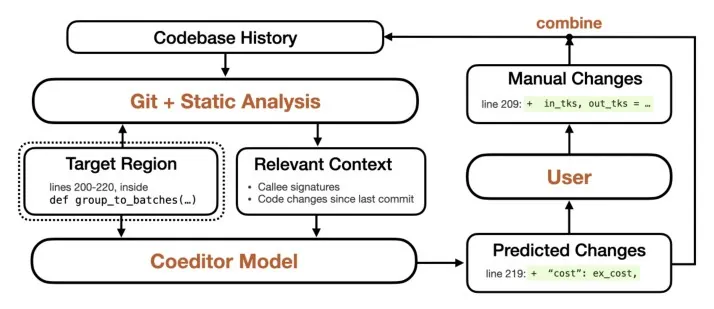 combine
Codebase History
Git + Static Analysis
Target Region
lines 200-220, inside
def group_to_batches(…)
Relevant Context
• Callee signatures
• Code changes since last commit
Coeditor Model
Manual Changes
line 209: + in_tks, out_tks = …
User
Predicted Changes
line 219: + “cost”: ex_cost,